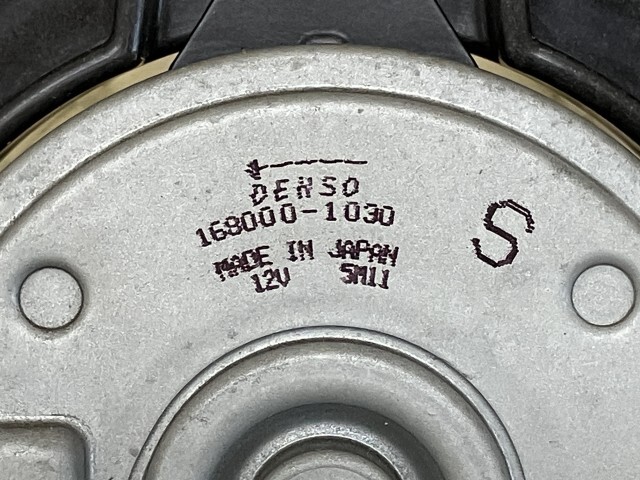 DENSO
168000-1030
MADE IN JAPAN
12V 5M11
S